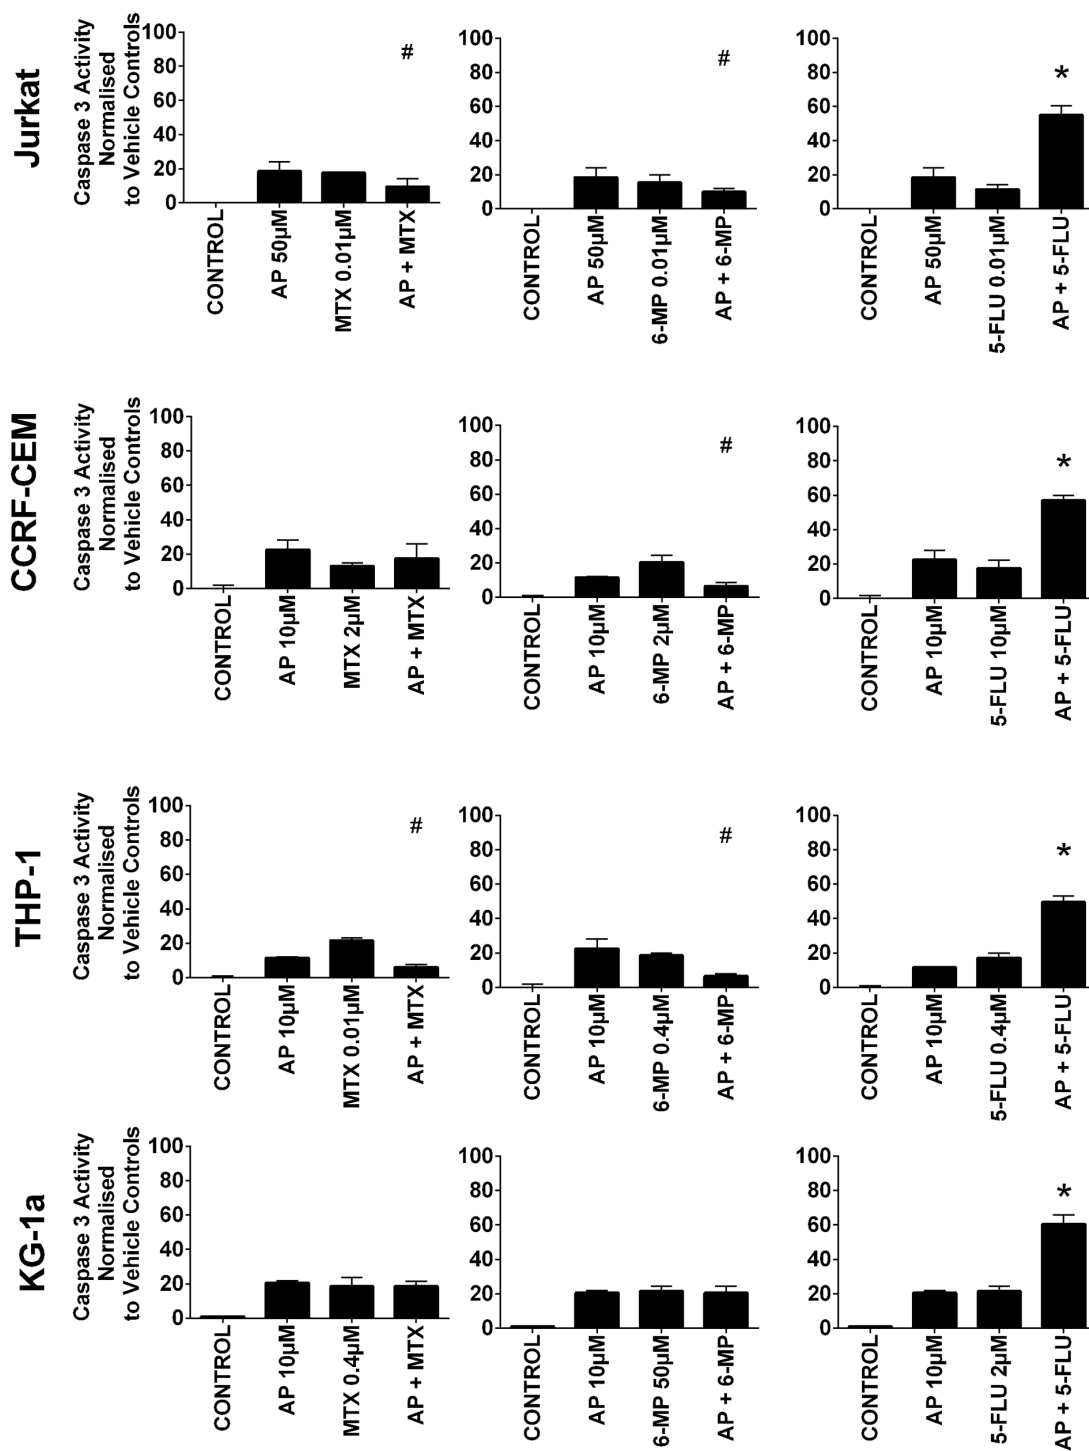 Jurkat
Caspase 3 Activity
Normalised
to Vehicle Controls
100
80
60
40
20
0
#
CONTROL
AP 50µM
MTX 0.01µM
AP + MTX
100
80
60
40
20
0
#
CONTROL
AP 50µM
6-MP 0.01µM
AP + 6-MP
100
80
60
40
20
0
*
CONTROL
AP 50µM
5-FLU 0.01µM
AP + 5-FLU
CCRF-CEM
Caspase 3 Activity
Normalised
to Vehicle Controls
100
80
60
40
20
0
CONTROL
AP 10µM
MTX 2µM
AP + MTX
100
80
60
40
20
0
#
CONTROL
AP 10µM
6-MP 2µM
AP + 6-MP
100
80
60
40
20
0
*
CONTROL
AP 10µM
5-FLU 10µM
AP + 5-FLU
THP-1
Caspase 3 Activity
Normalised
to Vehicle Controls
100
80
60
40
20
0
#
CONTROL
AP 10µM
MTX 0.01µM
AP + MTX
100
80
60
40
20
0
#
CONTROL
AP 10µM
6-MP 0.4µM
AP + 6-MP
100
80
60
40
20
0
*
CONTROL
AP 10µM
5-FLU 0.4µM
AP + 5-FLU
KG-1a
Caspase 3 Activity
Normalised
to Vehicle Controls
100
80
60
40
20
0
CONTROL
AP 10µM
MTX 0.4µM
AP + MTX
100
80
60
40
20
0
CONTROL
AP 10µM
6-MP 50µM
AP + 6-MP
100
80
60
40
20
0
*
CONTROL
AP 10µM
5-FLU 2µM
AP + 5-FLU